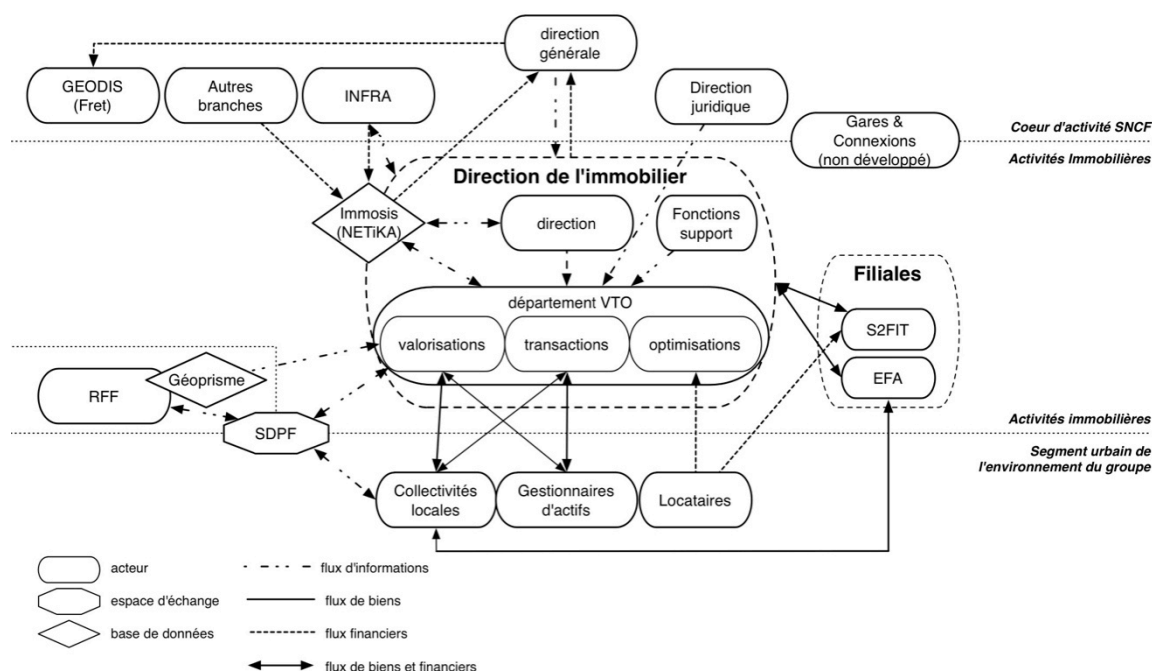 direction
générale
GEODIS
(Fret)
Autres
branches
INFRA
Direction
juridique
Gares &
Connexions
(non développé)
Coeur d'activité SNCF
Activités Immobilières
Direction de l'immobilier
Immosis
(NETiKA)
direction
Fonctions
support
Filiales
département VTO
valorisations
transactions
optimisations
S2FIT
EFA
Géoprisme
RFF
SDPF
Activités immobilières
Segment urbain de
l'environnement du groupe
Collectivités
locales
Gestionnaires
d'actifs
Locataires
acteur
flux d'informations
espace d'échange
flux de biens
base de données
flux financiers
flux de biens et financiers